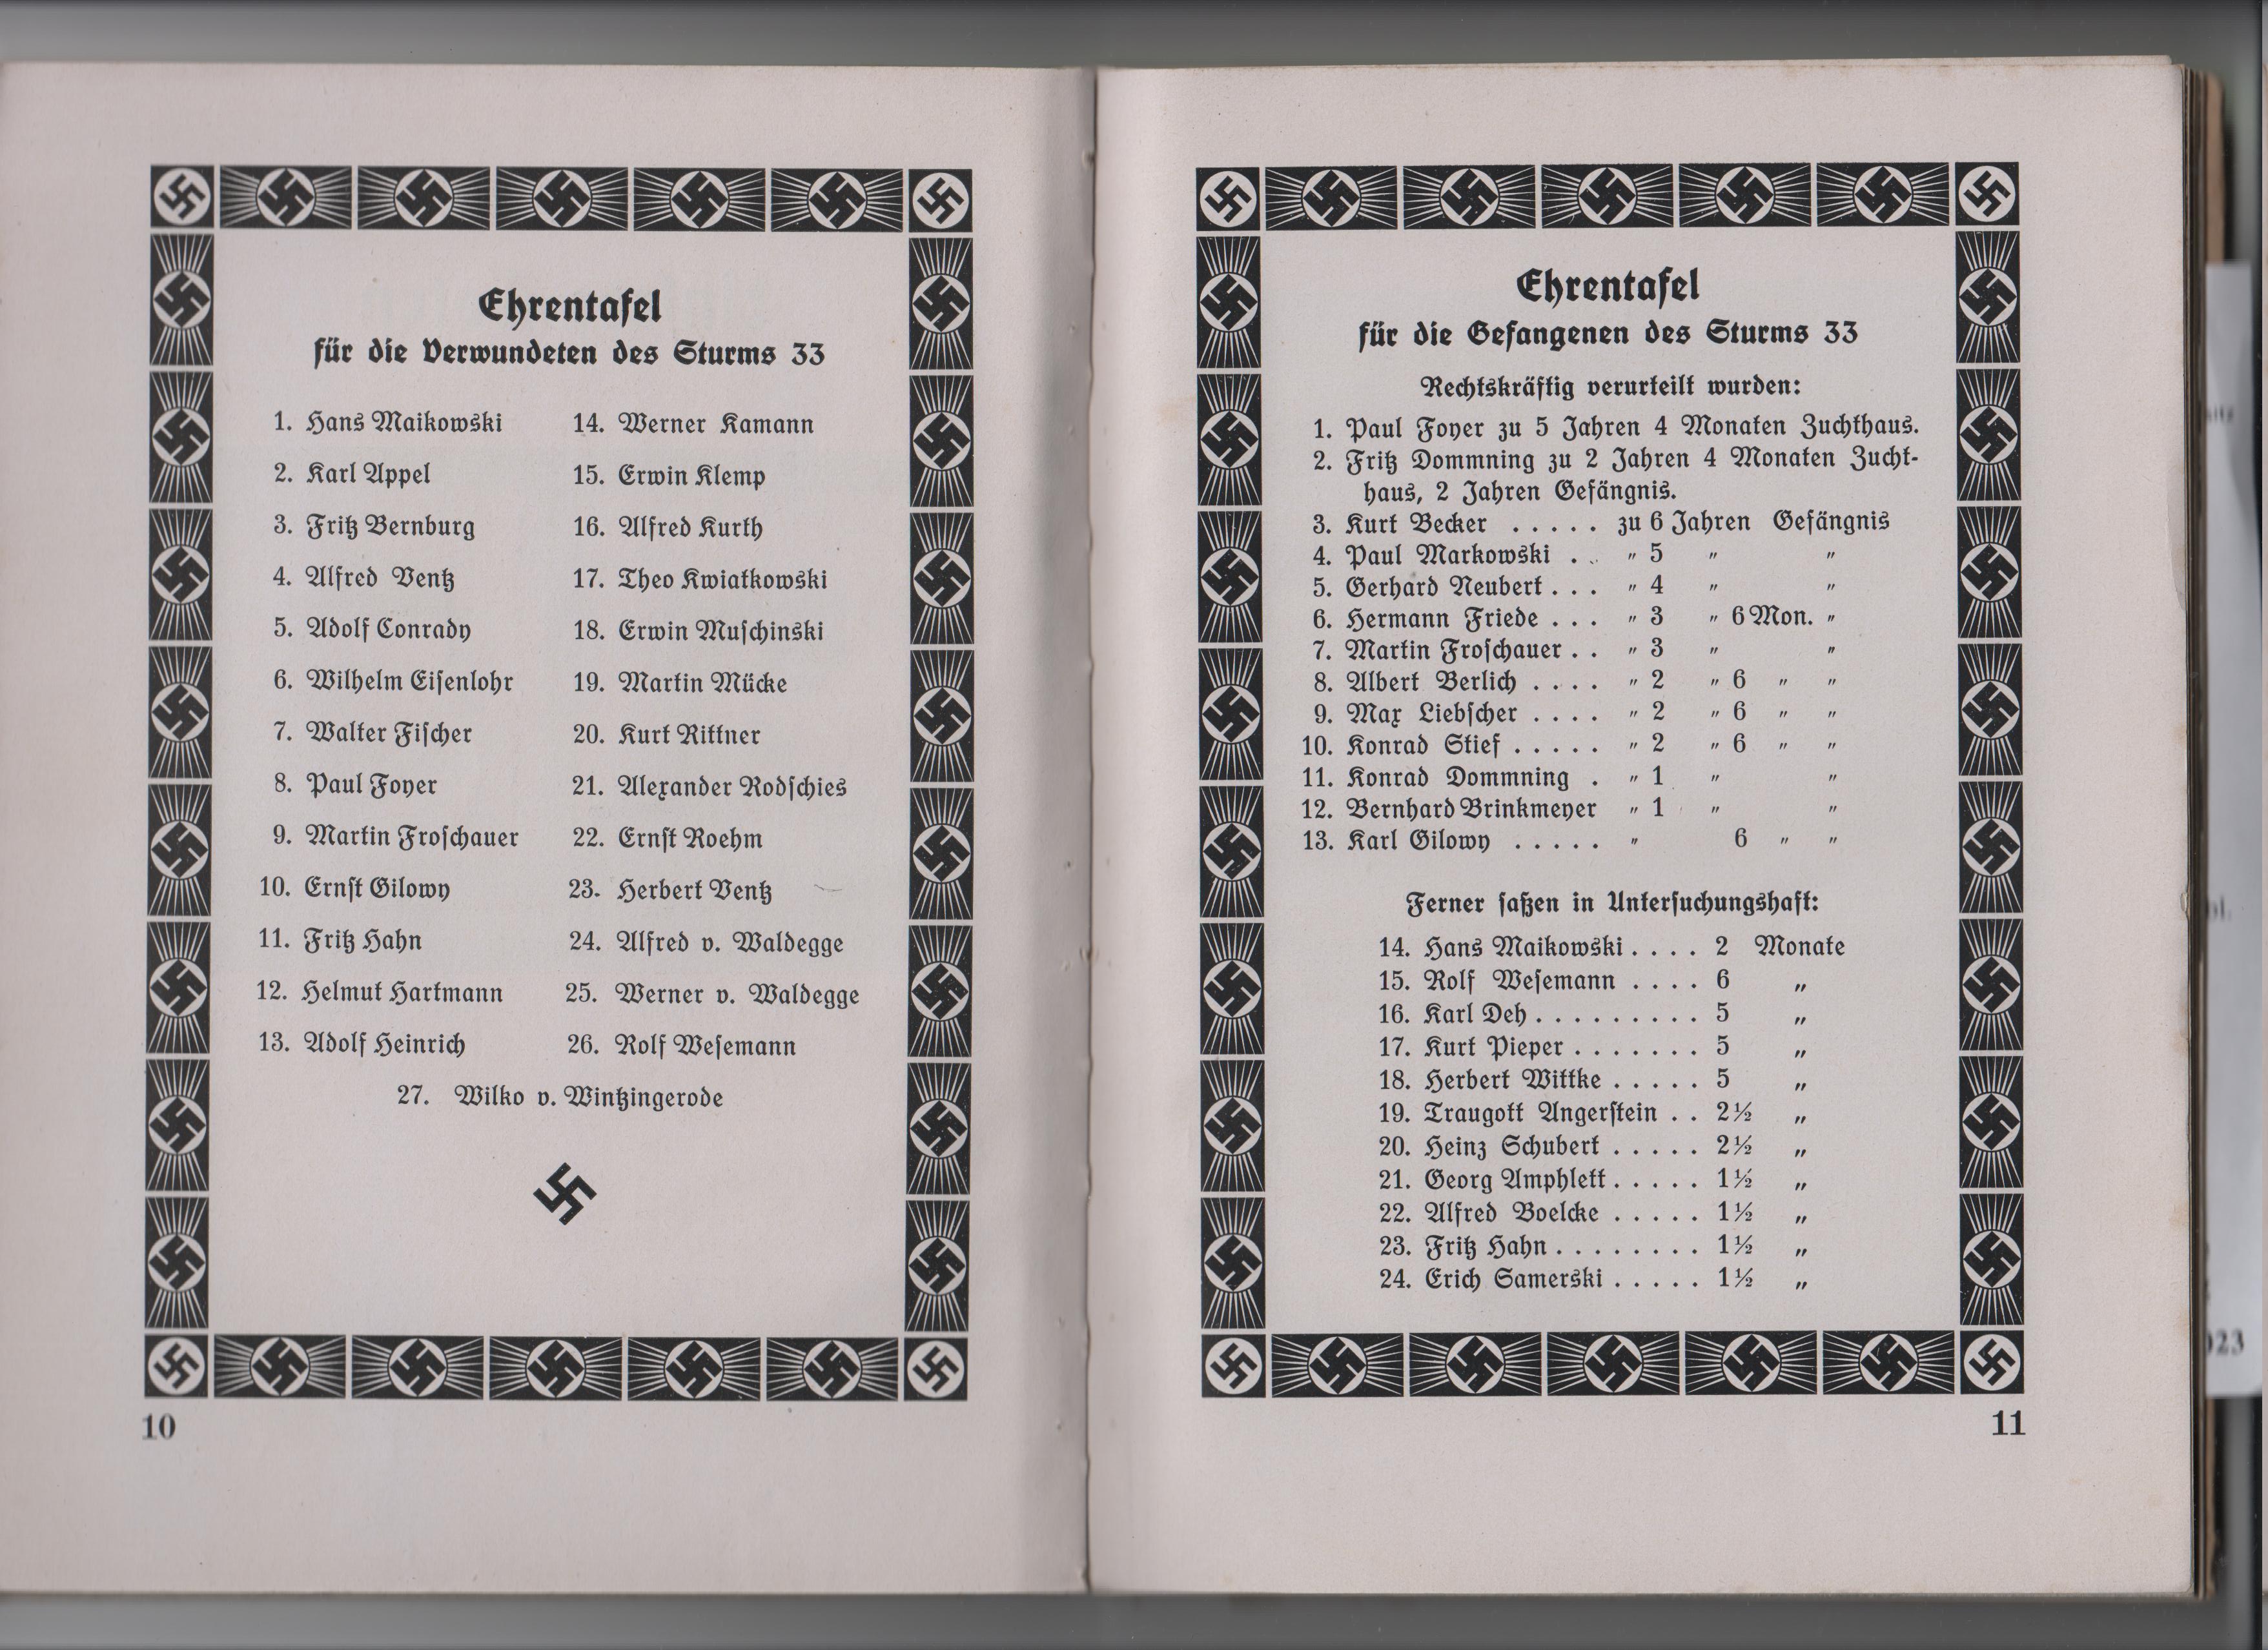 Ehrentafel
für die Verwundeten des Sturms 33
1. Hans Maikowski
2. Karl Appel
3. Fritz Bernburg
4. Alfred Ventz
5. Adolf Conrady
6. Wilhelm Eiſenlohr
7. Walter Fiſcher
8. Paul Foyer
9. Martin Froſchauer
10. Ernſt Gilowy
11. Fritz Hahn
12. Helmut Hartmann
13. Adolf Heinrich
14. Werner Kamann
15. Erwin Klemp
16. Alfred Kurth
17. Theo Kwiatkowski
18. Erwin Muſchinski
19. Martin Mücke
20. Kurt Rittner
21. Alexander Rodſchies
22. Ernſt Roehm
23. Herbert Ventz
24. Alfred v. Waldegge
25. Werner v. Waldegge
26. Rolf Weſemann
27. Wilko v. Wintzingerode
10
Ehrentafel
für die Gefangenen des Sturms 33
Rechtskräftig verurteilt wurden:
1. Paul Foyer zu 5 Jahren 4 Monaten Zuchthaus.
2. Fritz Dommning zu 2 Jahren 4 Monaten Zucht-
haus, 2 Jahren Gefängnis.
3. Kurt Becker . . . . . zu 6 Jahren Gefängnis
4. Paul Markowski . . „ 5 „ „
5. Gerhard Neubert . . . „ 4 „ „
6. Hermann Friede . . . „ 3 „ 6 Mon. „
7. Martin Froſchauer . . „ 3 „ „
8. Albert Berlich . . . . „ 2 „ 6 „ „
9. Max Liebſcher . . . . „ 2 „ 6 „ „
10. Konrad Stief . . . . . „ 2 „ 6 „ „
11. Konrad Dommning . „ 1 „ „
12. Bernhard Brinkmeyer „ 1 „ „
13. Karl Gilowy . . . . . „ 6 „ „
Ferner ſaßen in Unterſuchungshaft:
14. Hans Maikowski . . . . 2 Monate
15. Rolf Weſemann . . . . 6 „
16. Karl Deh . . . . . . . . . 5 „
17. Kurt Pieper . . . . . . . 5 „
18. Herbert Wittke . . . . . 5 „
19. Traugott Angerſtein . . 2½ „
20. Heinz Schubert . . . . . 2½ „
21. Georg Amphlett . . . . . 1½ „
22. Alfred Boelcke . . . . . 1½ „
23. Fritz Hahn . . . . . . . . 1½ „
24. Erich Samerski . . . . . 1½ „
11